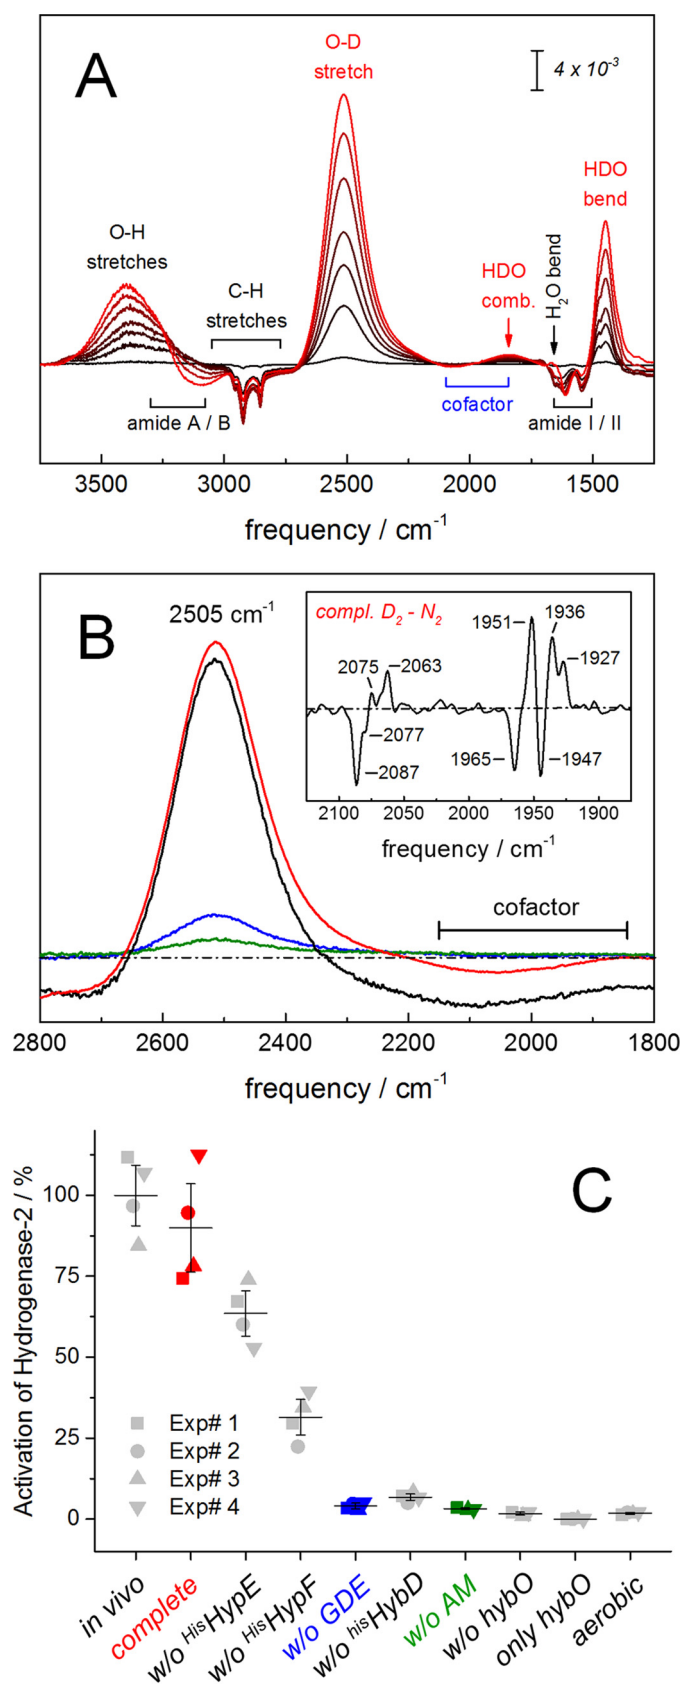 A
O-D
stretch
4 x 10-3
HDO
bend
O-H
stretches
C-H
stretches
HDO
comb.
H2O bend
cofactor
amide A / B
amide I / II
3500 3000 2500 2000 1500
frequency / cm-1
B
2505 cm-1
compl. D2 - N2
1951
1936
2075
2063
1927
2077
2087
1965
1947
2100 2050 2000 1950 1900
frequency / cm-1
cofactor
2800 2600 2400 2200 2000 1800
frequency / cm-1
C
Activation of Hydrogenase-2 / %
100
75
50
25
0
Exp# 1
Exp# 2
Exp# 3
Exp# 4
in vivo
complete
w/o HisHypE
w/o HisHypF
w/o GDE
w/o hisHybD
w/o AM
w/o hybO
only hybO
aerobic